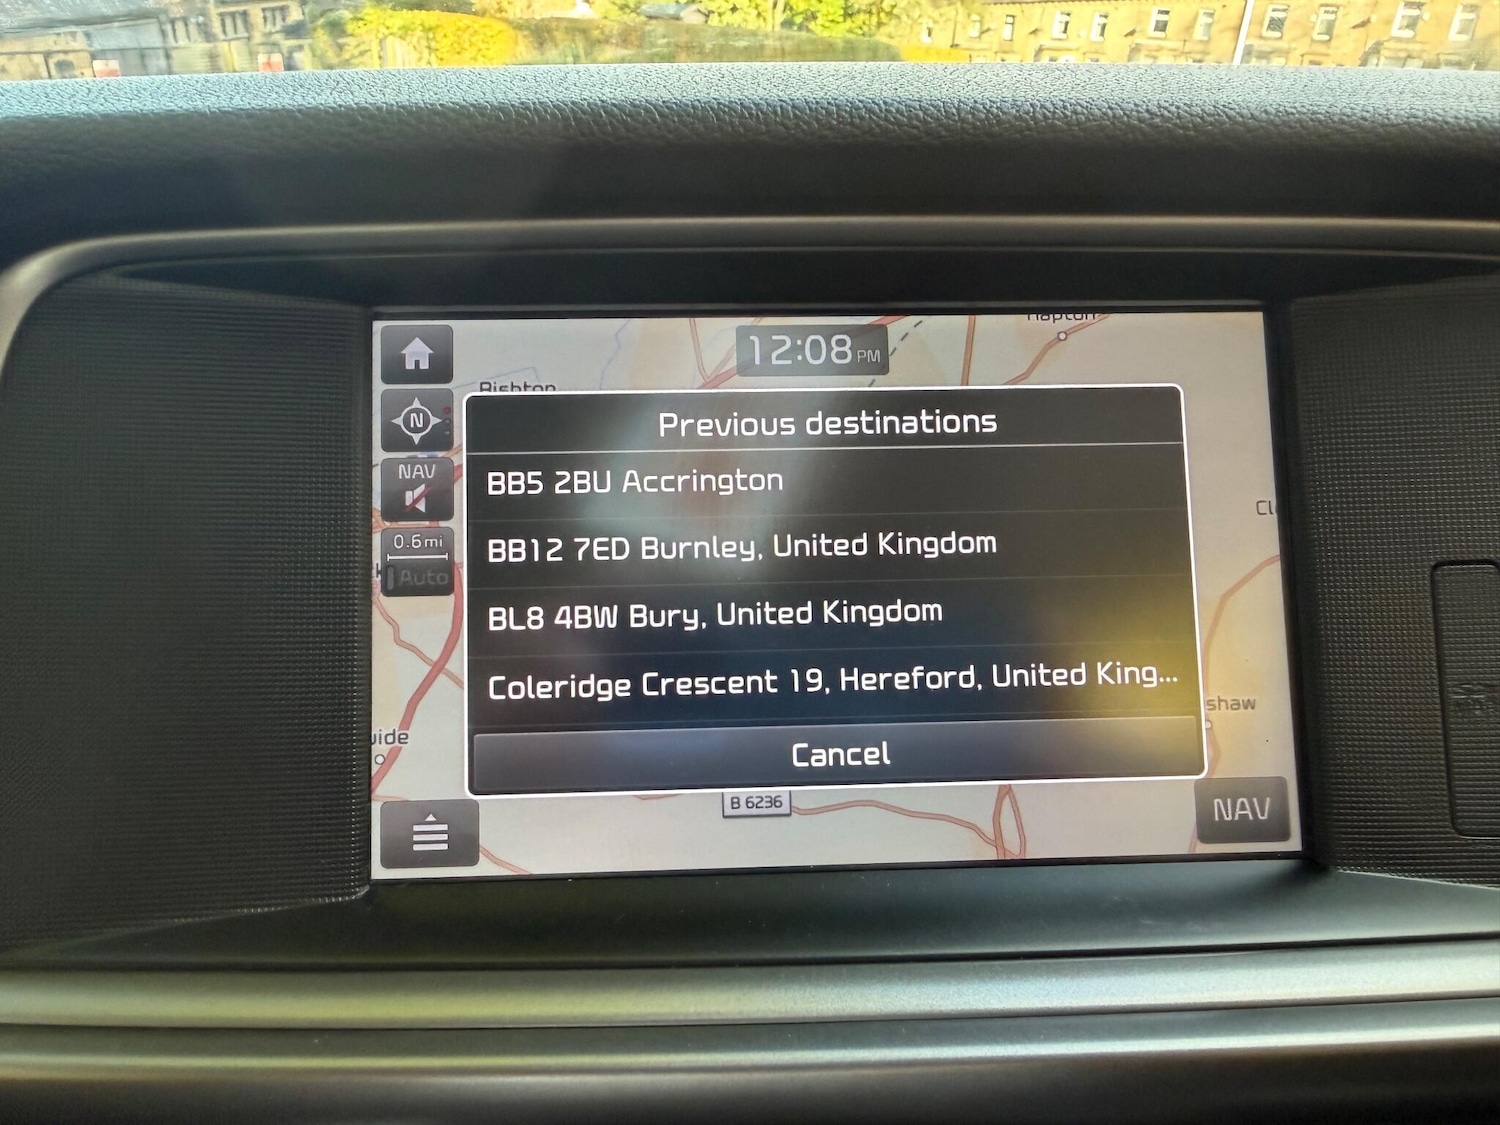 12:08 PM
Rishton
N
NAV
0.6mi
Auto
Previous destinations
BB5 2BU Accrington
BB12 7ED Burnley, United Kingdom
BL8 4BW Bury, United Kingdom
Coleridge Crescent 19, Hereford, United King...
Cancel
shaw
B 6236
NAV